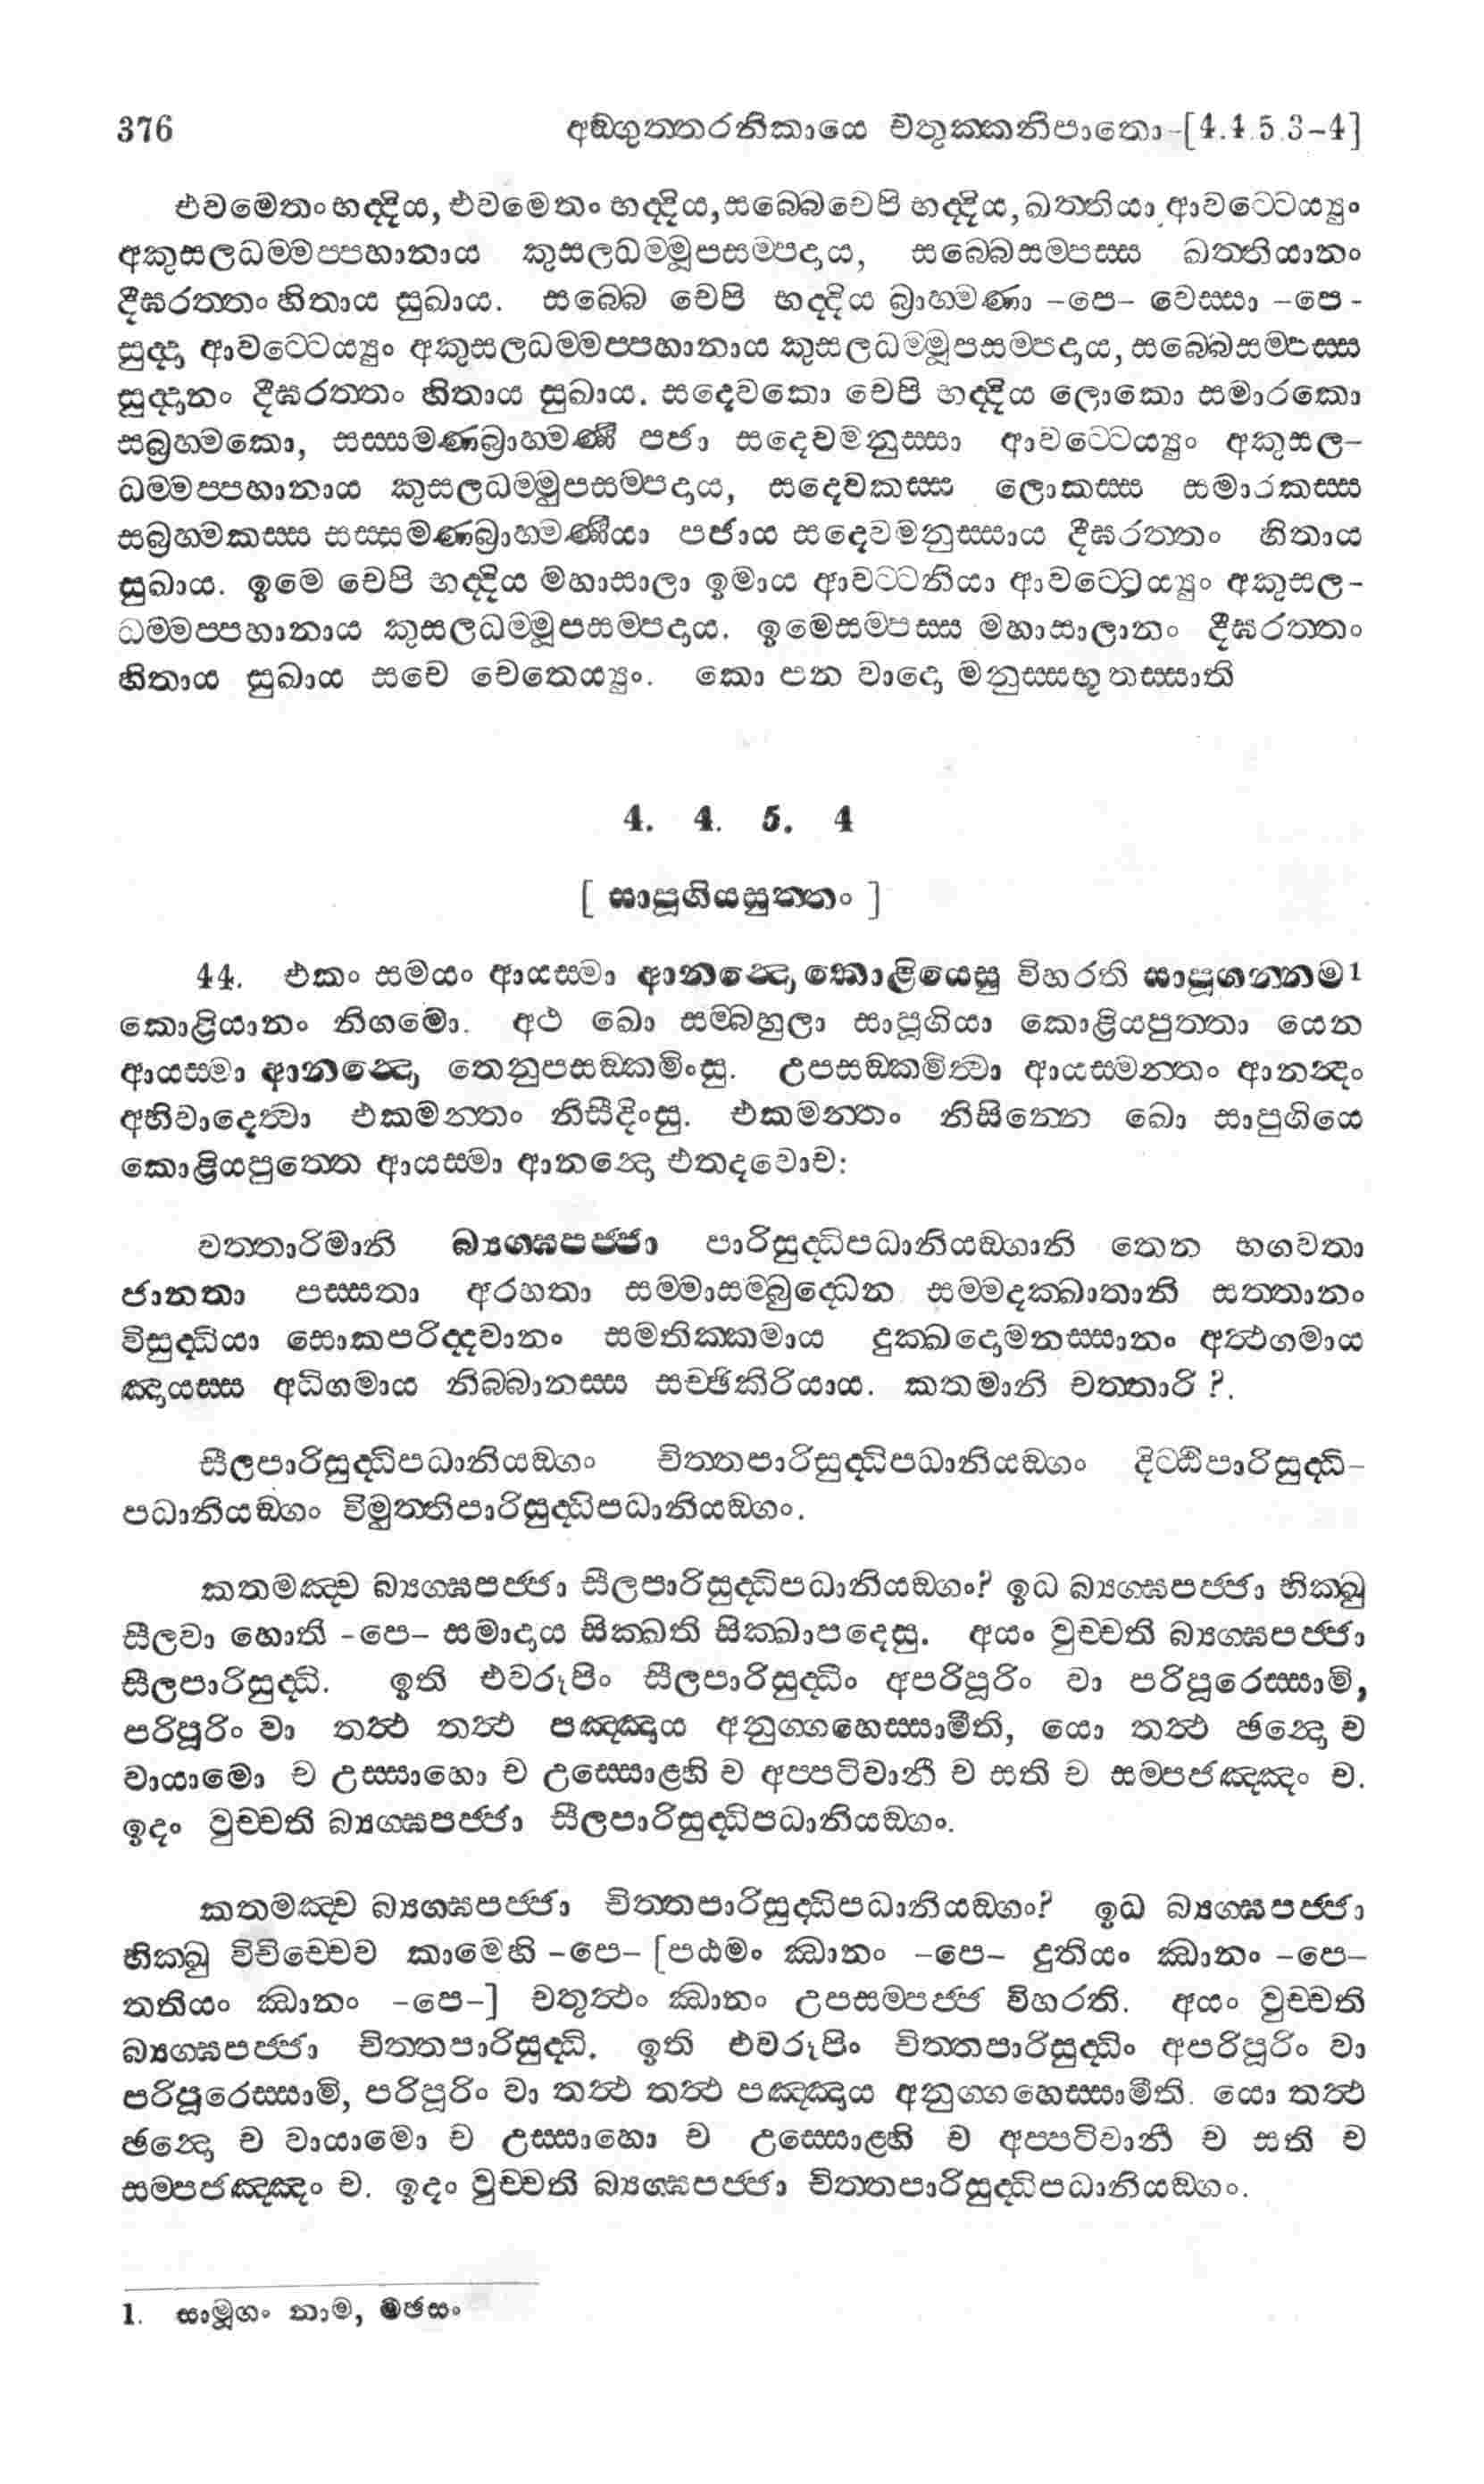 376 අඞ්ගුත්තරනිකායෙ චතුක්කනිපාතො-[4.4.5.3-4]
එවමෙතං භද්දිය, එවමෙතං භද්දිය, සබ්බෙචෙපි භද්දිය, ඛත්තියා ආවට්ටෙය්‍යුං
අකුසලධම්මප්පහානාය කුසලධම්මූපසම්පදාය, සබ්බෙසම්පස්ස ඛත්තියානං
දීඝරත්තං හිතාය සුඛාය. සබ්බෙ චෙපි භද්දිය බ්‍රාහ්මණා -පෙ- වෙස්සා -පෙ-
සුද්දා ආවට්ටෙය්‍යුං අකුසලධම්මප්පහානාය කුසලධම්මූපසම්පදාය, සබ්බෙසම්පස්ස
සුද්දානං දීඝරත්තං හිතාය සුඛාය. සදෙවකො චෙපි භද්දිය ලොකො සමාරකො
සබ්‍රහ්මකො, සස්සමණබ්‍රාහ්මණී පජා සදෙවමනුස්සා ආවට්ටෙය්‍යුං අකුසල-
ධම්මප්පහානාය කුසලධම්මුපසම්පදාය, සදෙවකස්ස ලොකස්ස සමාරකස්ස
සබ්‍රහ්මකස්ස සස්සමණබ්‍රාහ්මණියා පජාය සදෙවමනුස්සාය දීඝරත්තං හිතාය
සුඛාය. ඉමෙ චෙපි භද්දිය මහාසාලා ඉමාය ආවට්ටනියා ආවට්ටෙය්‍යුං අකුසල-
ධම්මප්පහානාය කුසලධම්මූපසම්පදාය. ඉමෙසම්පස්ස මහාසාලානං දීඝරත්තං
හිතාය සුඛාය සචෙ චෙතෙය්‍යුං. කො පන වාදො මනුස්සභූතස්සාති
4. 4. 5. 4
[ සාපූගියසුත්තං ]
44. එකං සමයං ආයස්මා ආනන්දො කොළියෙසු විහරති සාපූගන්නම1
කොළියානං නිගමො. අථ ඛො සම්බහුලා සාපූගියා කොළියපුත්තා යෙන
ආයස්මා ආනන්දො තෙනුපසඞ්කමිංසු. උපසඞ්කමිත්වා ආයස්මන්තං ආනන්දං
අභිවාදෙත්වා එකමන්තං නිසීදිංසු. එකමන්තං නිසින්නෙ ඛො සාපුගියෙ
කොළියපුත්තෙ ආයස්මා ආනන්දො එතදවොච:
චත්තාරිමානි බ්‍යග්ඝපජ්ජා පාරිසුද්ධිපධානියඞ්ගානි තෙන භගවතා
ජානතා පස්සතා අරහතා සම්මාසම්බුද්ධෙන සම්මදක්ඛාතානි සත්තානං
විසුද්ධියා සොකපරිද්දවානං සමතික්කමාය දුක්ඛදොමනස්සානං අත්ථගමාය
ඤායස්ස අධිගමාය නිබ්බානස්ස සච්ඡිකිරියාය. කතමානි චත්තාරි ?.
සීලපාරිසුද්ධිපධානියඞ්ගං චිත්තපාරිසුද්ධිපධානියඞ්ගං දිට්ඨිපාරිසුද්ධි-
පධානියඞ්ගං විමුත්තිපාරිසුද්ධිපධානියඞ්ගං.
කතමඤ්ච බ්‍යග්ඝපජ්ජා සීලපාරිසුද්ධිපධානියඞ්ගං? ඉධ බ්‍යග්ඝපජ්ජා භික්ඛු
සීලවා හොති -පෙ- සමාදාය සික්ඛති සික්ඛාපදෙසු. අයං වුච්චති බ්‍යග්ඝපජ්ජා
සීලපාරිසුද්ධි. ඉති එවරූපිං සීලපාරිසුද්ධිං අපරිපූරිං වා පරිපූරෙස්සාමි,
පරිපූරිං වා තත්ථ තත්ථ පඤ්ඤාය අනුග්ගහෙස්සාමීති, යො තත්ථ ඡන්දො ච
වායාමො ච උස්සාහො ච උස්සොළ්හි ච අප්පටිවානී ච සති ච සම්පජඤ්ඤං ච.
ඉදං වුච්චති බ්‍යග්ඝපජ්ජා සීලපාරිසුද්ධිපධානියඞ්ගං.
කතමඤ්ච බ්‍යග්ඝපජ්ජා චිත්තපාරිසුද්ධිපධානියඞ්ගං? ඉධ බ්‍යග්ඝපජ්ජා
භික්ඛු විවිච්චෙව කාමෙහි -පෙ- [පඨමං ඣානං -පෙ- දුතියං ඣානං -පෙ-
තතියං ඣානං -පෙ-] චතුත්ථං ඣානං උපසම්පජ්ජ විහරති. අයං වුච්චති
බ්‍යග්ඝපජ්ජා චිත්තපාරිසුද්ධි. ඉති එවරූපිං චිත්තපාරිසුද්ධිං අපරිපූරිං වා
පරිපූරෙස්සාමි, පරිපූරිං වා තත්ථ තත්ථ පඤ්ඤාය අනුග්ගහෙස්සාමීති. යො තත්ථ
ඡන්දො ච වායාමො ච උස්සාහො ච උස්සොළ්හි ච අප්පටිවානී ච සති ච
සම්පජඤ්ඤං ච. ඉදං වුච්චති බ්‍යග්ඝපජ්ජා චිත්තපාරිසුද්ධිපධානියඞ්ගං.
1. සාමූගං නාම, මඡසං